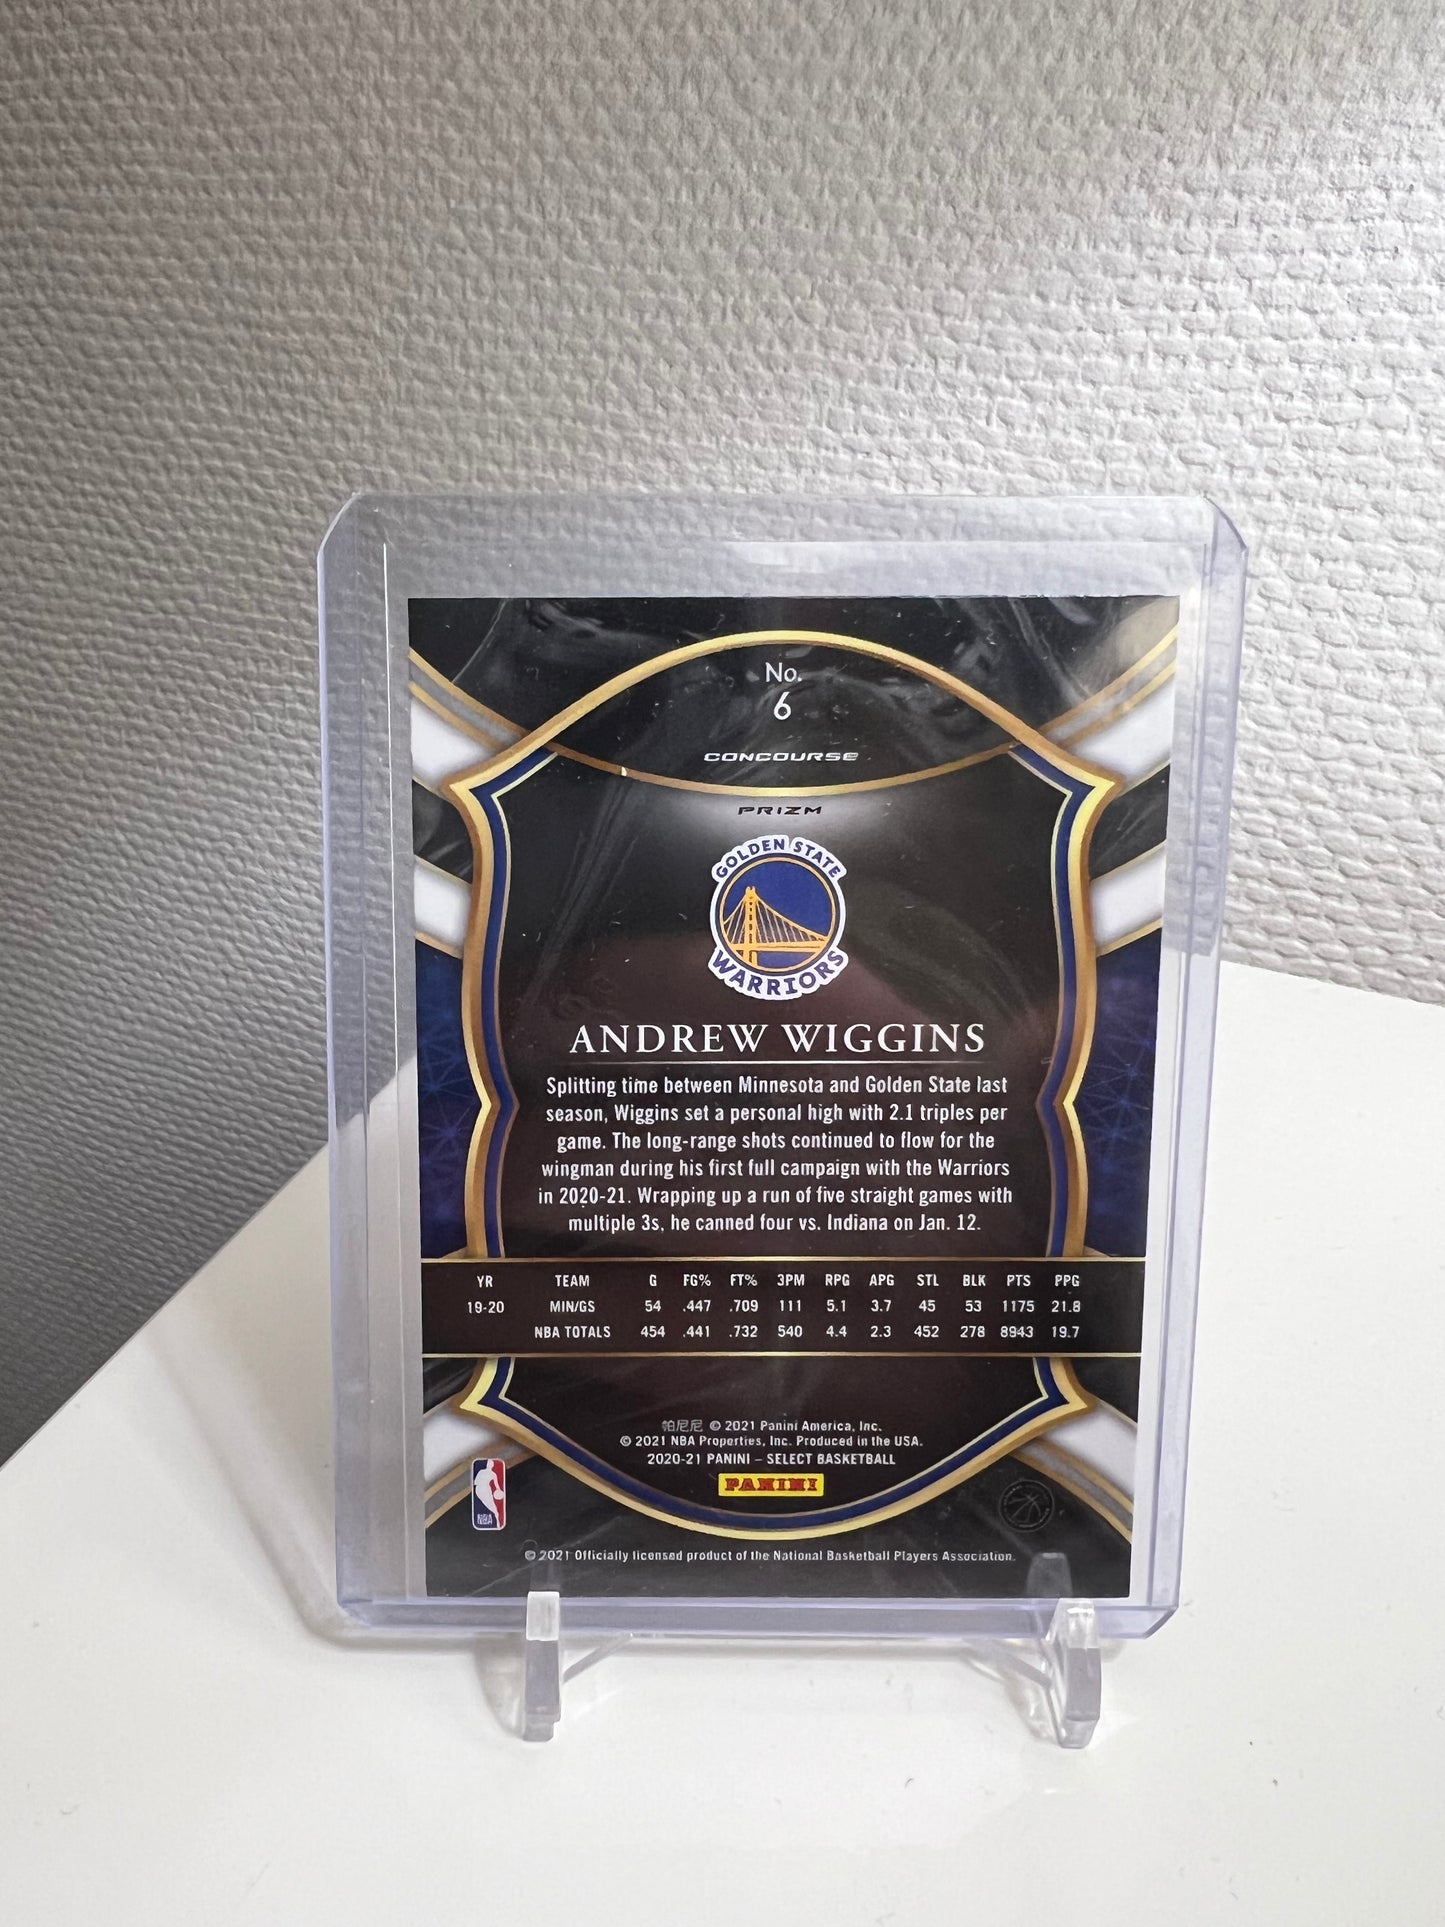 No.
6
CONCOURSE
PRIZM
GOLDEN STATE
WARRIORS
ANDREW WIGGINS
Splitting time between Minnesota and Golden State last
season, Wiggins set a personal high with 2.1 triples per
game. The long-range shots continued to flow for the
wingman during his first full campaign with the Warriors
in 2020-21. Wrapping up a run of five straight games with
multiple 3s, he canned four vs. Indiana on Jan. 12.
YR TEAM G FG% FT% 3PM RPG APG STL BLK PTS PPG
19-20 MIN/GS 54 .447 .709 111 5.1 3.7 45 53 1175 21.8
NBA TOTALS 454 .441 .732 540 4.4 2.3 452 278 8943 19.7
帕尼尼 © 2021 Panini America, Inc.
© 2021 NBA Properties, Inc. Produced in the USA.
2020-21 PANINI – SELECT BASKETBALL
PANINI
NBA
© 2021 Officially licensed product of the National Basketball Players Association.